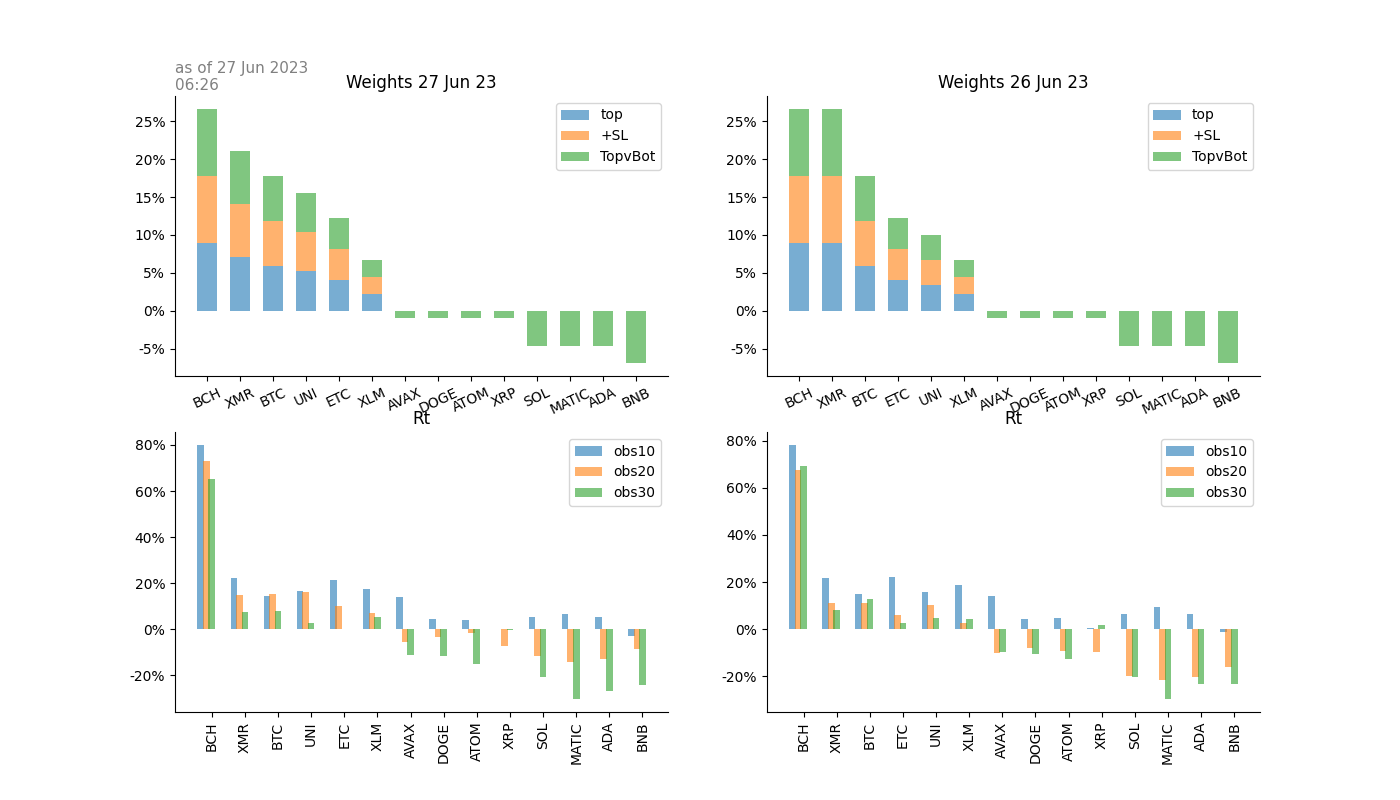 as of 27 Jun 2023
06:26
Weights 27 Jun 23
25%
20%
15%
10%
5%
0%
-5%
top
+SL
TopvBot
BCH XMR BTC UNI ETC XLM AVAX DOGE ATOM XRP SOL MATIC ADA BNB
Weights 26 Jun 23
25%
20%
15%
10%
5%
0%
-5%
top
+SL
TopvBot
BCH XMR BTC ETC UNI XLM AVAX DOGE ATOM XRP SOL MATIC ADA BNB
Rt
80%
60%
40%
20%
0%
-20%
obs10
obs20
obs30
BCH XMR BTC UNI ETC XLM AVAX DOGE ATOM XRP SOL MATIC ADA BNB
Rt
80%
60%
40%
20%
0%
-20%
obs10
obs20
obs30
BCH XMR BTC ETC UNI XLM AVAX DOGE ATOM XRP SOL MATIC ADA BNB